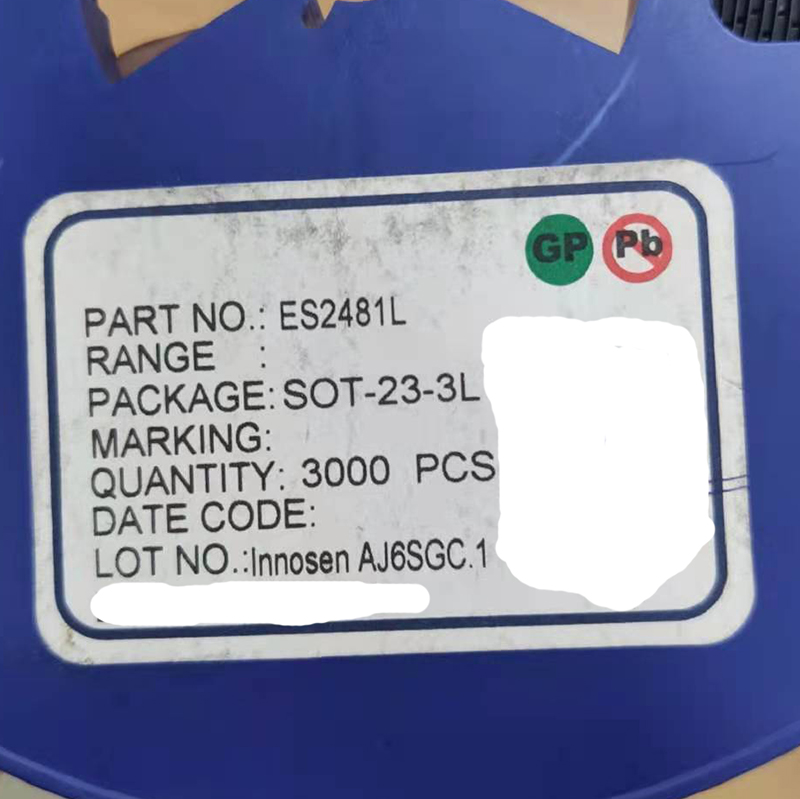 GP Pb
PART NO.: ES2481L
RANGE :
PACKAGE: SOT-23-3L
MARKING:
QUANTITY: 3000 PCS
DATE CODE:
LOT NO.:Innosen AJ6SGC.1